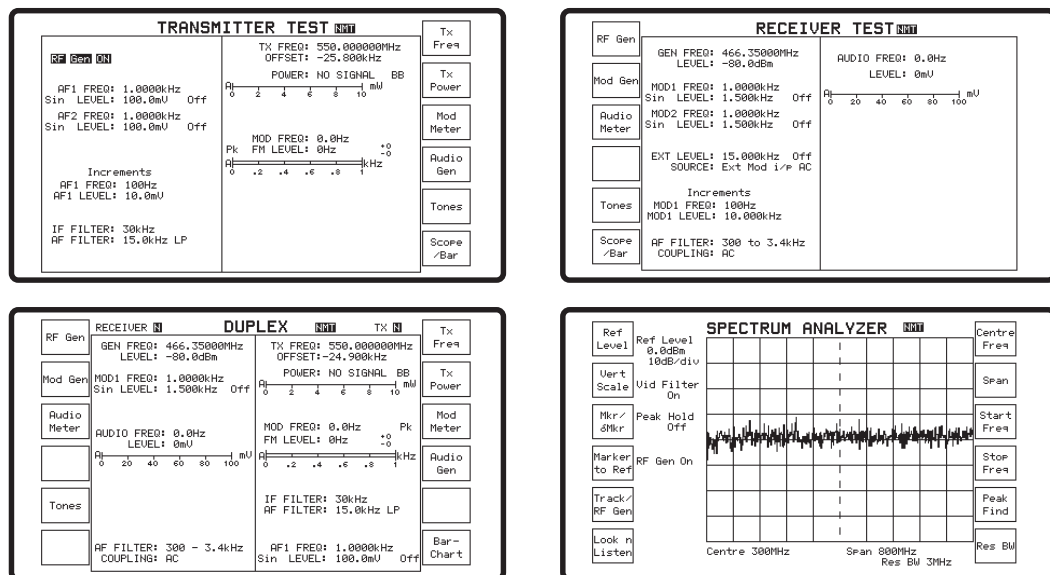 TRANSMITTER TEST NMT
RF Gen ON
AF1 FREQ: 1.0000kHz
Sin LEVEL: 100.0mV Off
AF2 FREQ: 1.0000kHz
Sin LEVEL: 100.0mV Off
Increments
AF1 FREQ: 100Hz
AF1 LEVEL: 10.0mV
IF FILTER: 30kHz
AF FILTER: 15.0kHz LP
TX FREQ: 550.000000MHz
OFFSET: -25.800kHz
POWER: NO SIGNAL BB
A mW
0 2 4 6 8 10
MOD FREQ: 0.0Hz
Pk FM LEVEL: 0Hz +0 -0
A kHz
0 .2 .4 .6 .8 1
Tx Freq
Tx Power
Mod Meter
Audio Gen
Tones
Scope /Bar
RECEIVER TEST NMT
RF Gen
Mod Gen
Audio Meter
Tones
Scope /Bar
GEN FREQ: 466.35000MHz
LEVEL: -80.0dBm
MOD1 FREQ: 1.0000kHz
Sin LEVEL: 1.500kHz Off
MOD2 FREQ: 1.0000kHz
Sin LEVEL: 1.500kHz Off
EXT LEVEL: 15.000kHz Off
SOURCE: Ext Mod i/p AC
Increments
MOD1 FREQ: 100Hz
MOD1 LEVEL: 10.000kHz
AF FILTER: 300 to 3.4kHz
COUPLING: AC
AUDIO FREQ: 0.0Hz
LEVEL: 0mV
A mV
0 20 40 60 80 100
DUPLEX NMT
RECEIVER N
TX N
RF Gen
Mod Gen
Audio Meter
Tones
GEN FREQ: 466.35000MHz
LEVEL: -80.0dBm
MOD1 FREQ: 1.0000kHz
Sin LEVEL: 1.500kHz Off
AUDIO FREQ: 0.0Hz
LEVEL: 0mV
A mV
0 20 40 60 80 100
AF FILTER: 300 - 3.4kHz
COUPLING: AC
TX FREQ: 550.000000MHz
OFFSET:-24.900kHz
POWER: NO SIGNAL BB
A mW
0 2 4 6 8 10
MOD FREQ: 0.0Hz Pk
FM LEVEL: 0Hz +0 -0
A kHz
0 .2 .4 .6 .8 1
IF FILTER: 30kHz
AF FILTER: 15.0kHz LP
AF1 FREQ: 1.0000kHz
Sin LEVEL: 100.0mV Off
Tx Freq
Tx Power
Mod Meter
Audio Gen
Bar-Chart
SPECTRUM ANALYZER NMT
Ref Level
Vert Scale
Mkr/ δMkr
Marker to Ref
Track/ RF Gen
Look n Listen
Ref Level
0.0dBm
10dB/div
Vid Filter
On
Peak Hold
Off
RF Gen On
Centre 300MHz Span 800MHz
Res BW 3MHz
Centre Freq
Span
Start Freq
Stop Freq
Peak Find
Res BW